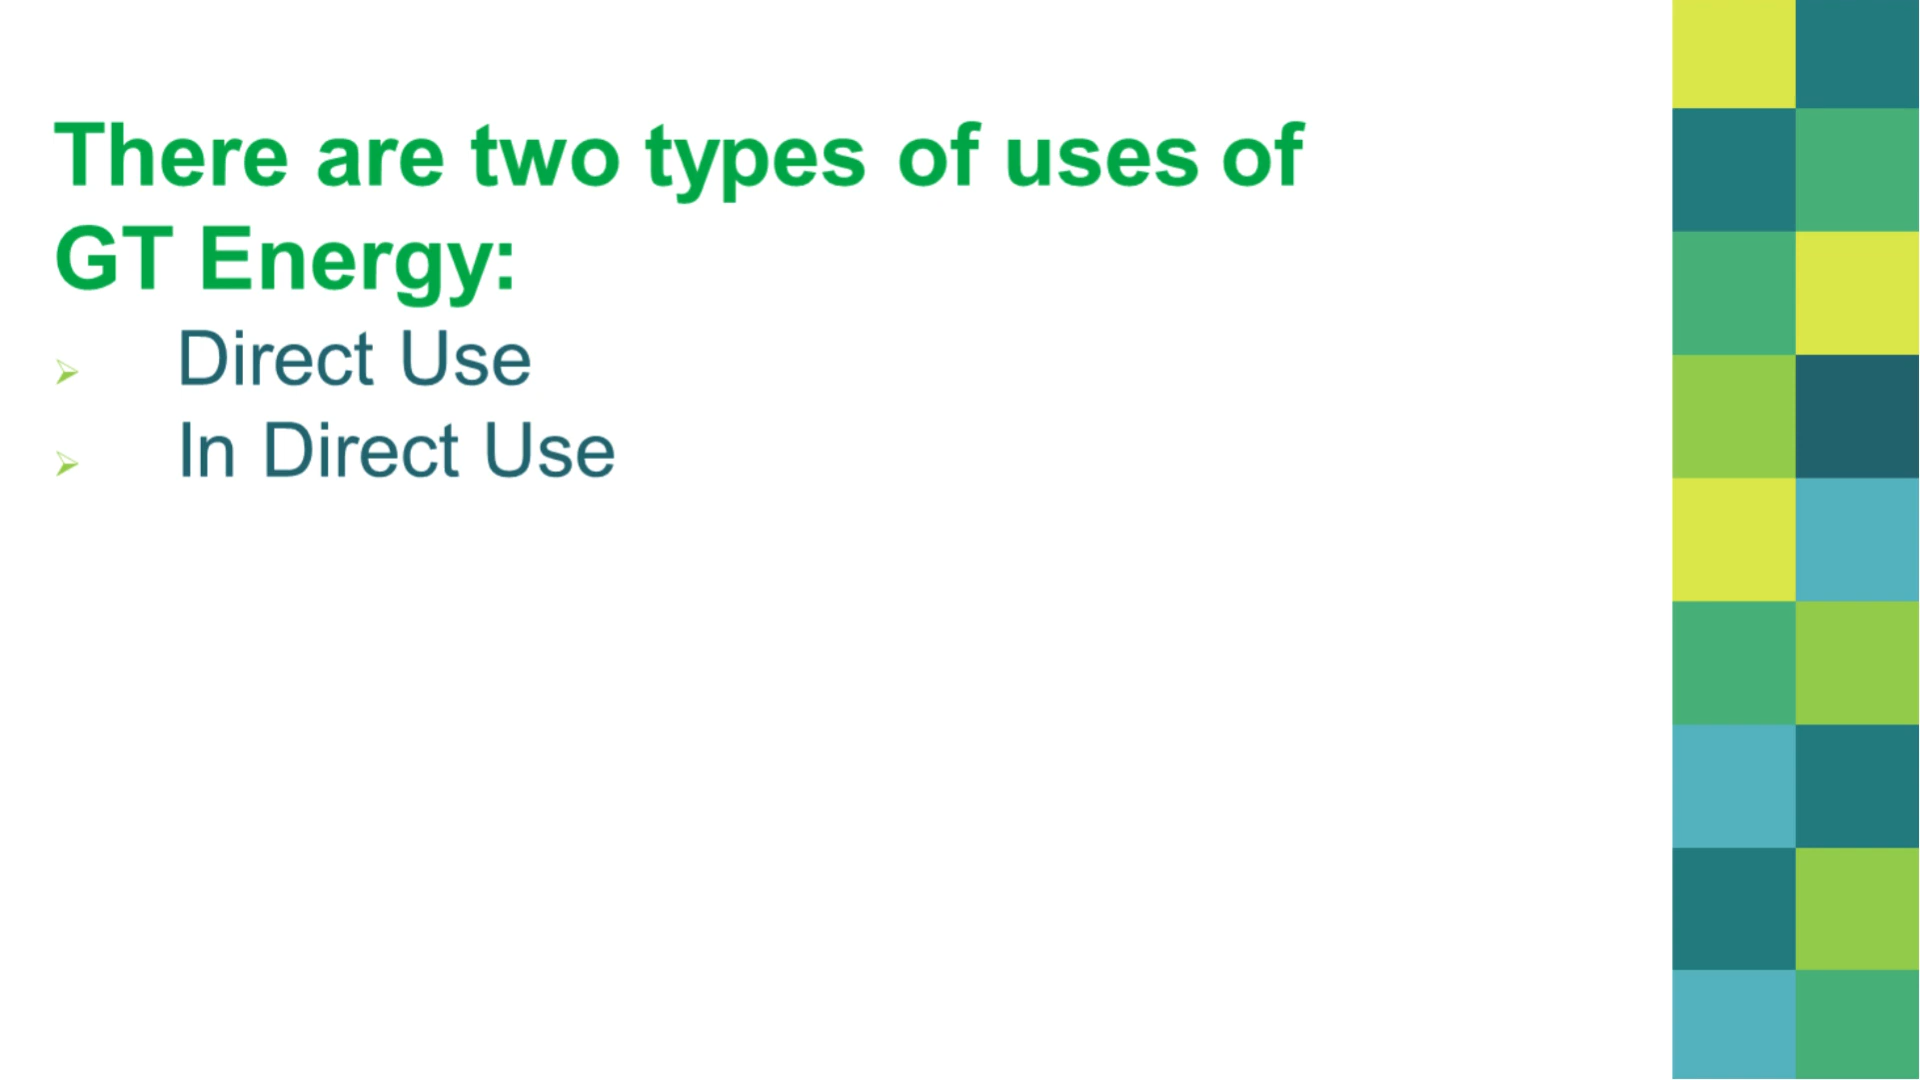 There are two types of uses of
GT Energy:
➢ Direct Use
➢ In Direct Use